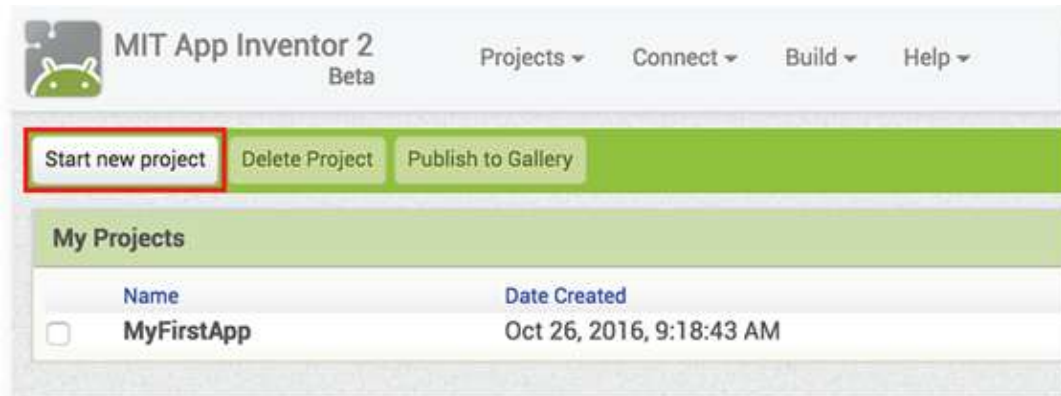 MIT App Inventor 2
Beta
Projects Connect Build Help
Start new project Delete Project Publish to Gallery
My Projects
Name Date Created
MyFirstApp Oct 26, 2016, 9:18:43 AM